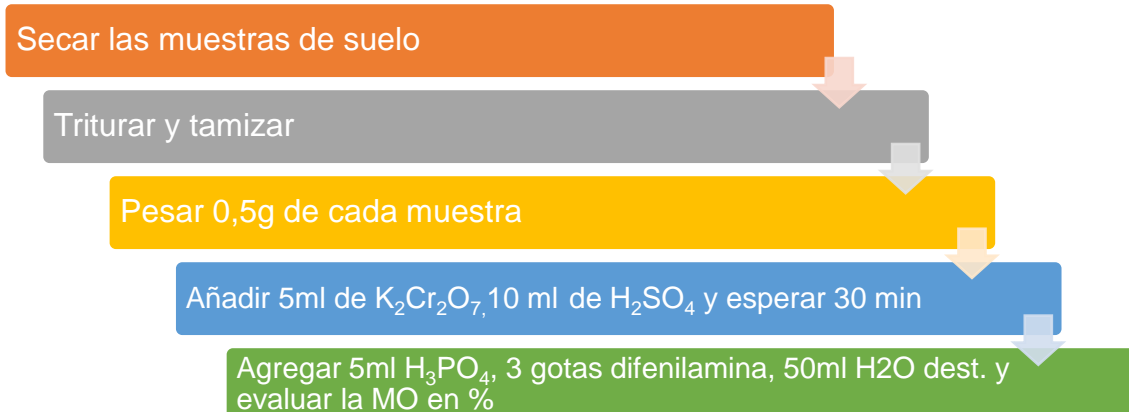 Secar las muestras de suelo
Triturar y tamizar
Pesar 0,5g de cada muestra
Añadir 5ml de K₂Cr₂O₇,10 ml de H₂SO₄ y esperar 30 min
Agregar 5ml H₃PO₄, 3 gotas difenilamina, 50ml H2O dest. y
evaluar la MO en %